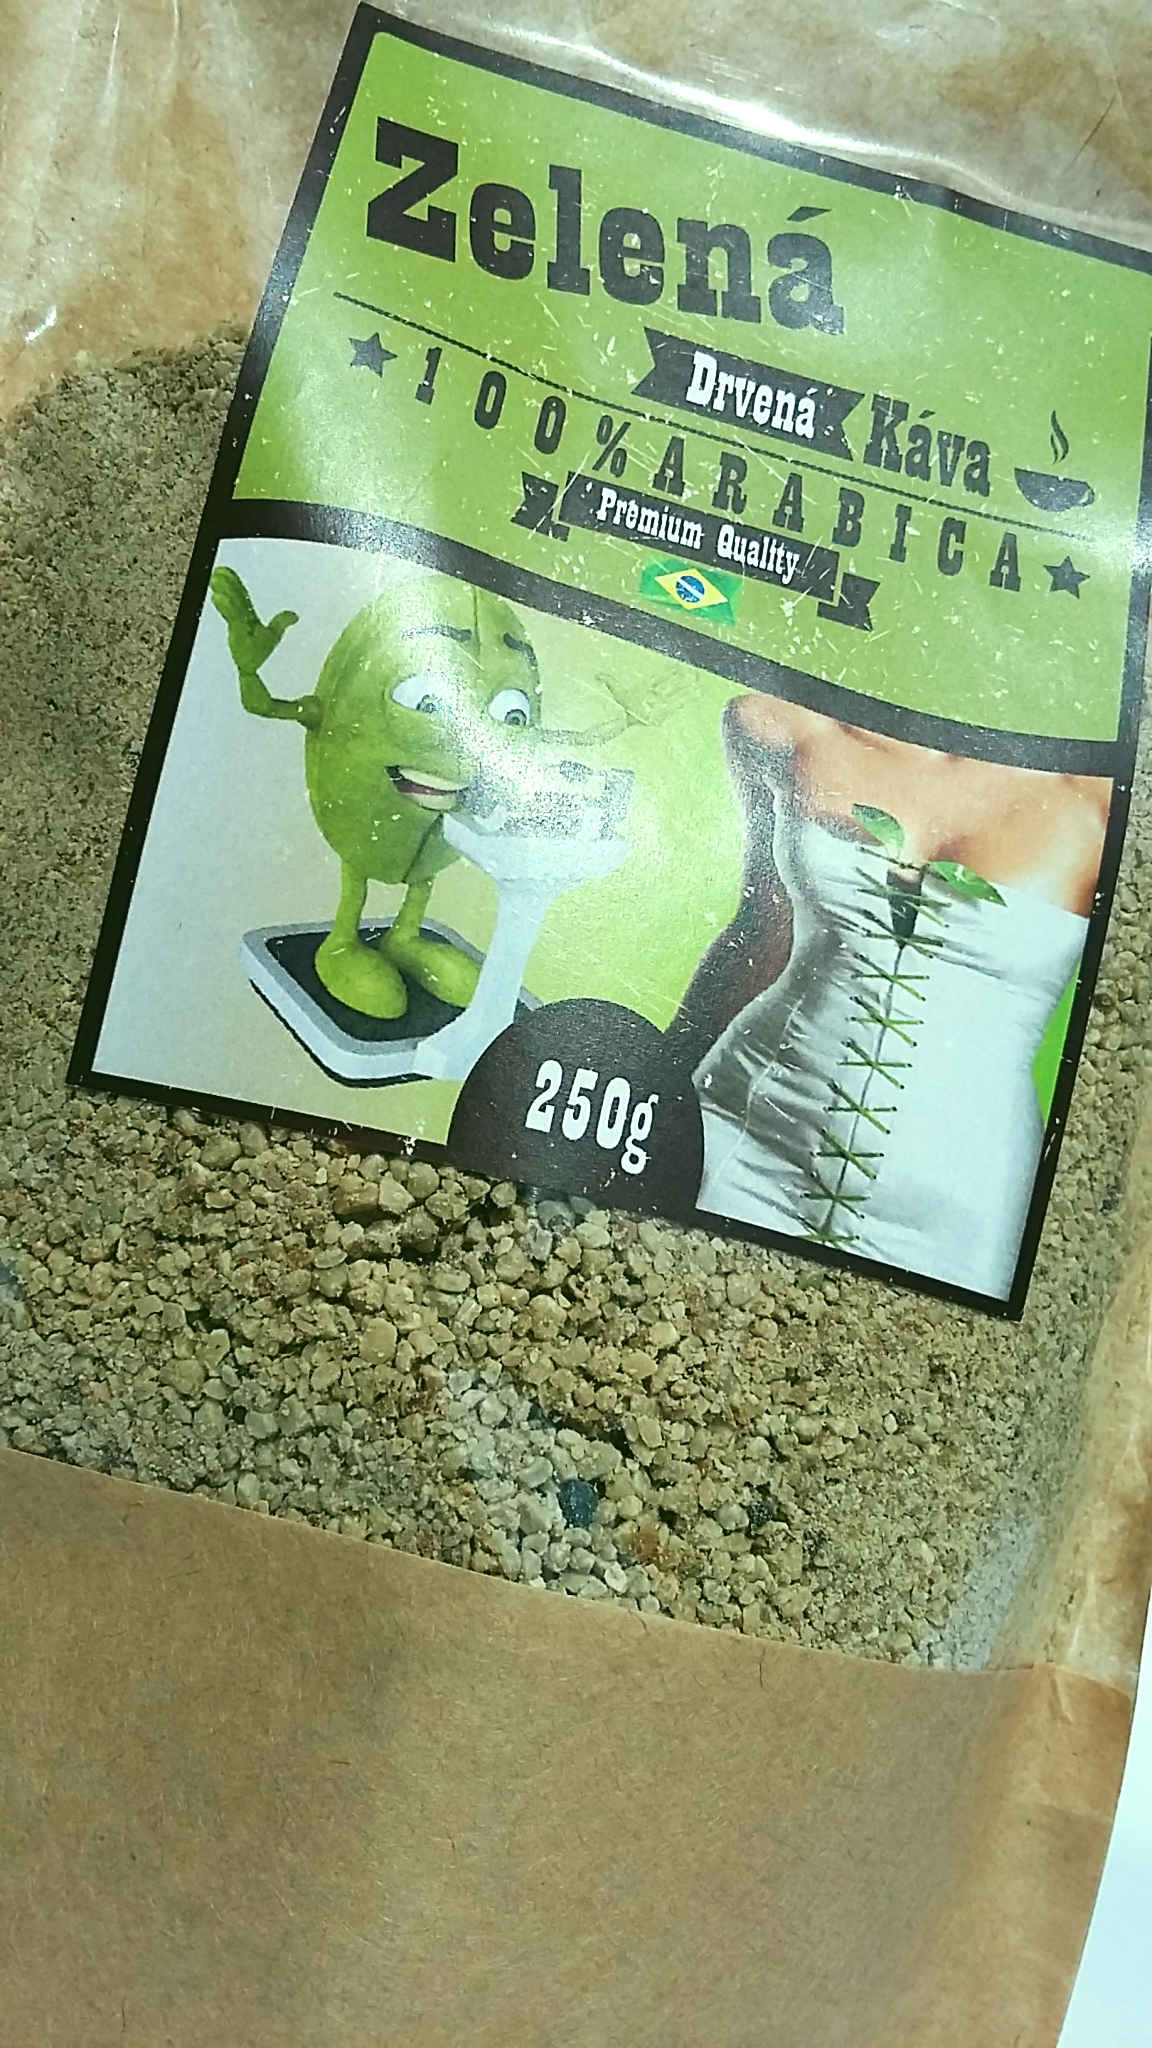 Zelená
Drvená Káva
100% ARABICA
Premium Quality
250g